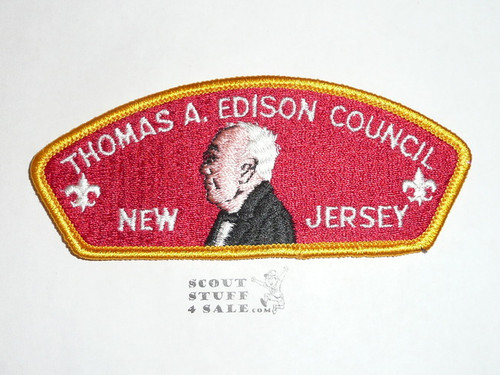 THOMAS A. EDISON COUNCIL
NEW JERSEY
SCOUT
STUFF
4 SALE.COM